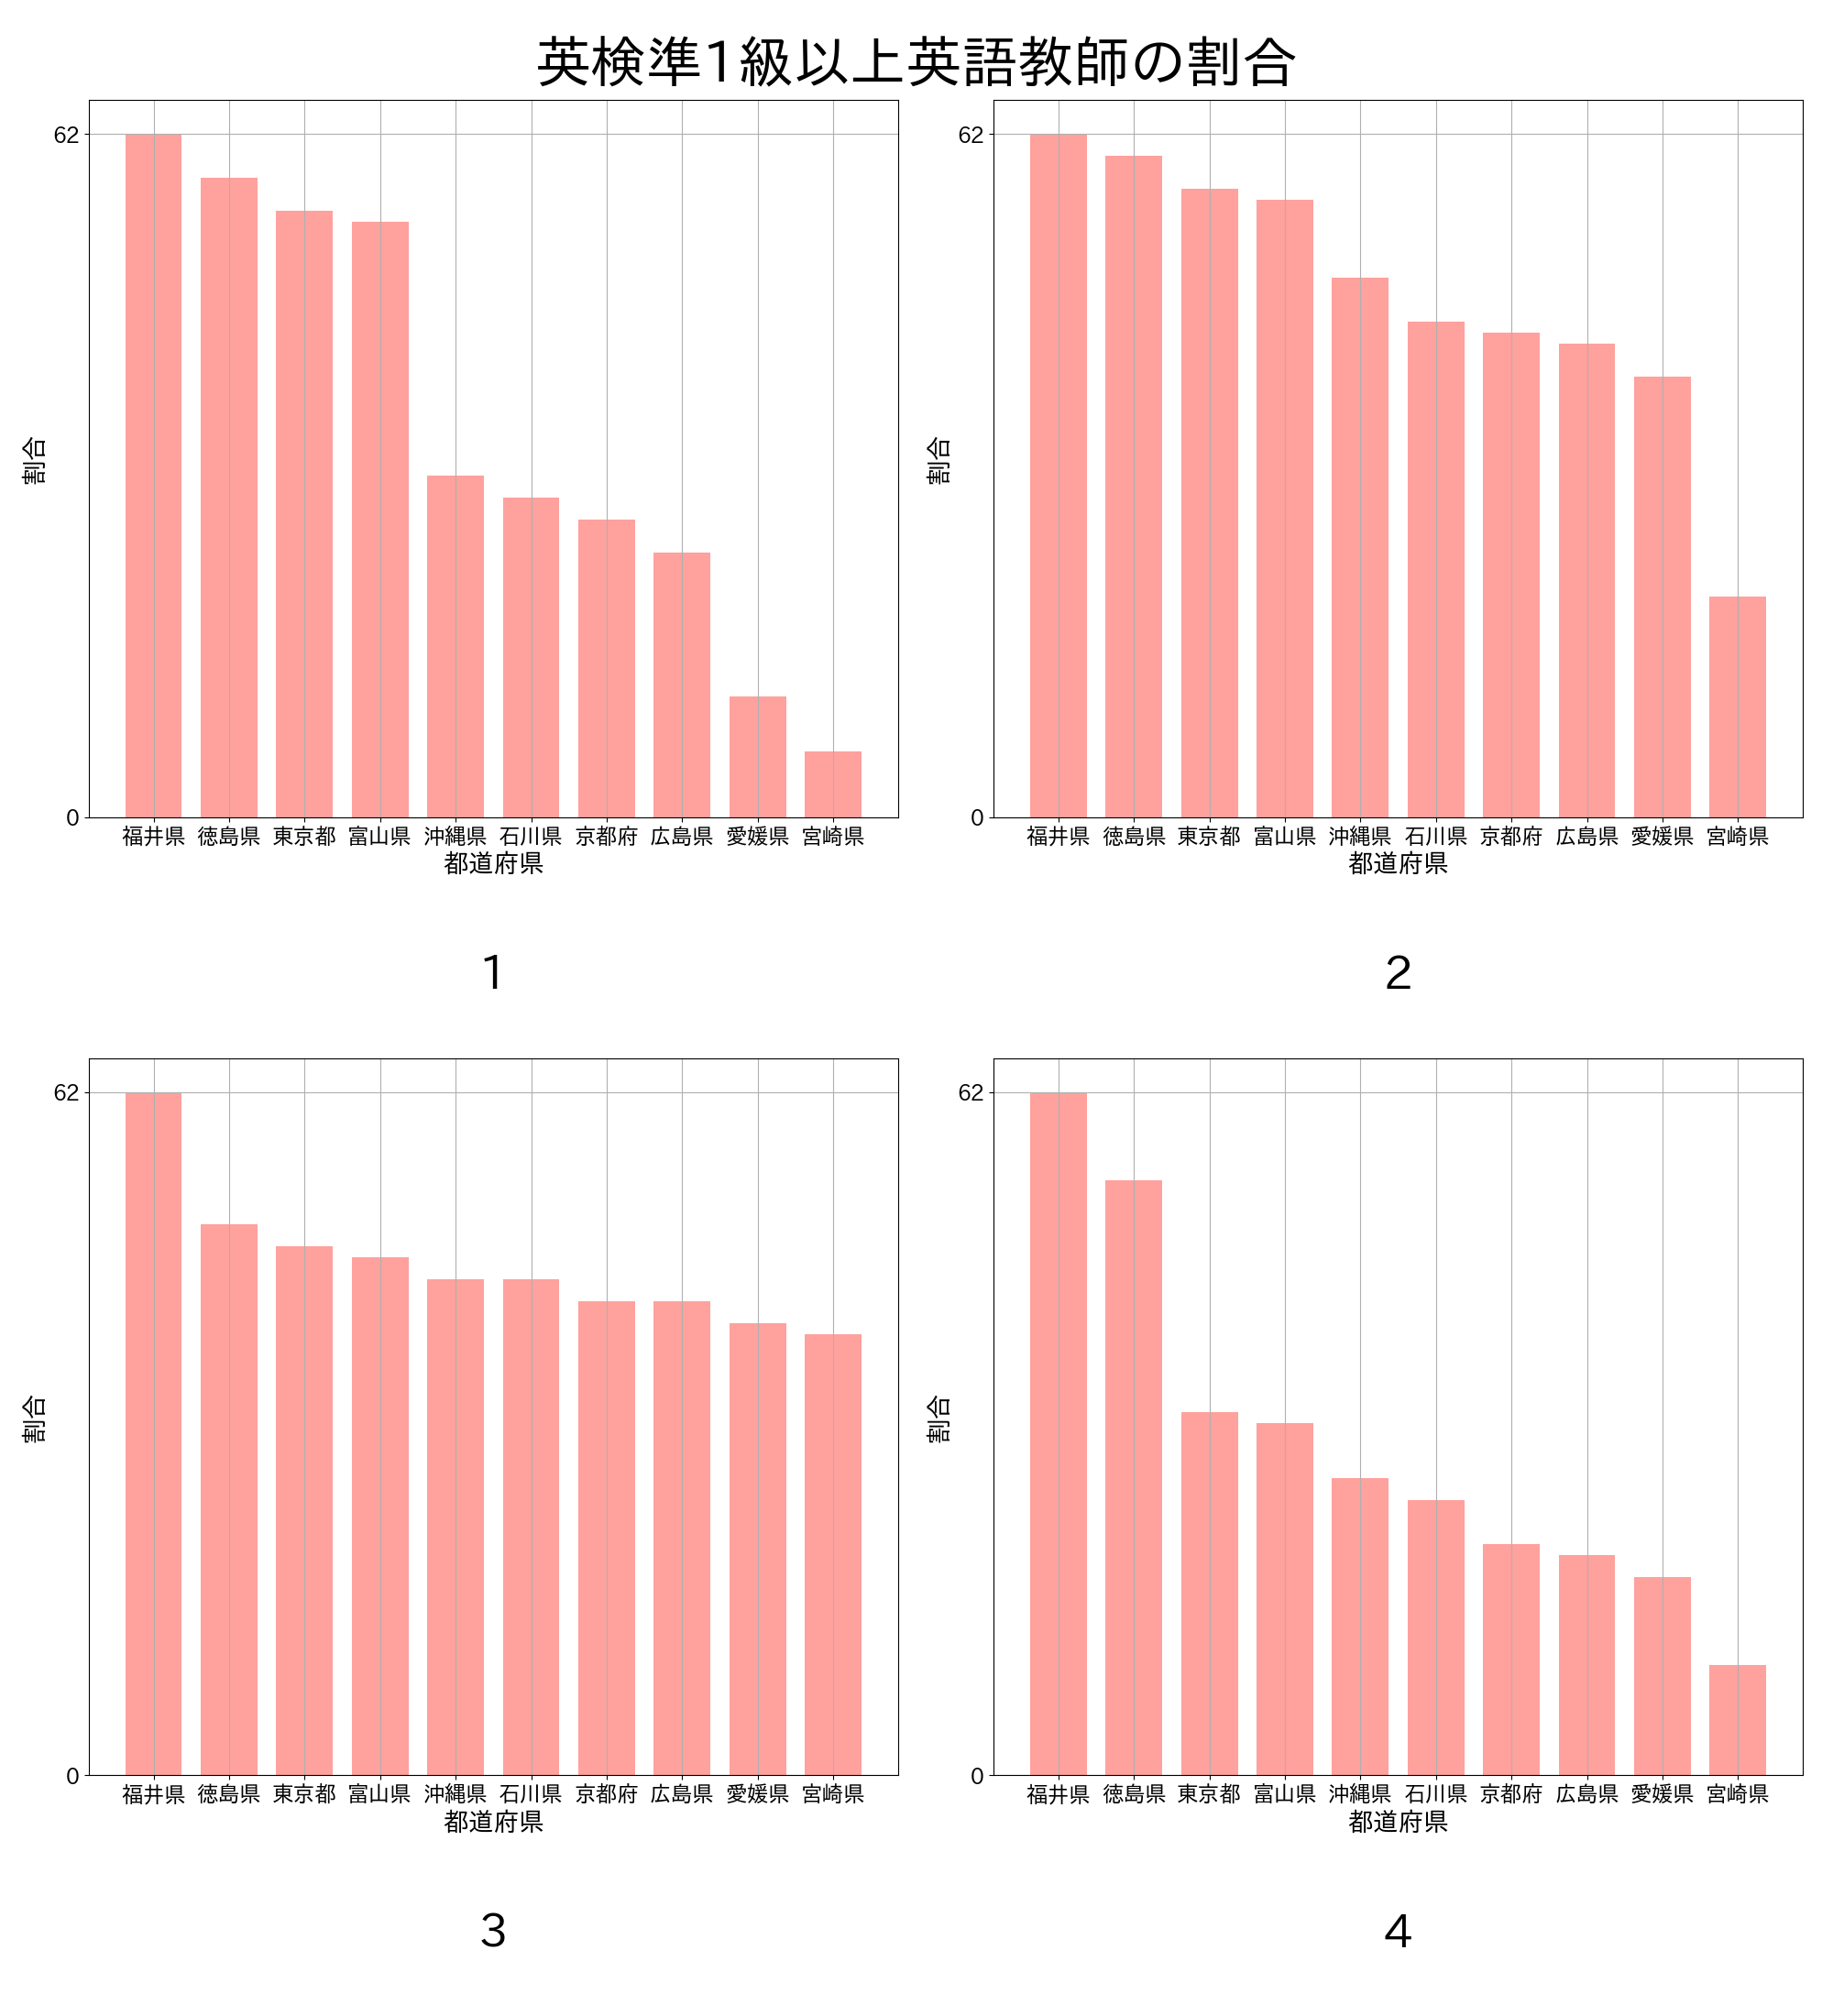 英検準1級以上英語教師の割合
62
0
割合
福井県 徳島県 東京都 富山県 沖縄県 石川県 京都府 広島県 愛媛県 宮崎県
都道府県
1
62
0
割合
福井県 徳島県 東京都 富山県 沖縄県 石川県 京都府 広島県 愛媛県 宮崎県
都道府県
2
62
0
割合
福井県 徳島県 東京都 富山県 沖縄県 石川県 京都府 広島県 愛媛県 宮崎県
都道府県
3
62
0
割合
福井県 徳島県 東京都 富山県 沖縄県 石川県 京都府 広島県 愛媛県 宮崎県
都道府県
4